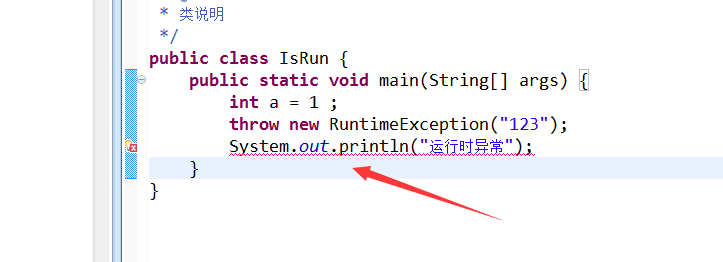 * 类说明
*/
public class IsRun {
public static void main(String[] args) {
int a = 1 ;
throw new RuntimeException("123");
System.out.println("运行时异常");
}
}